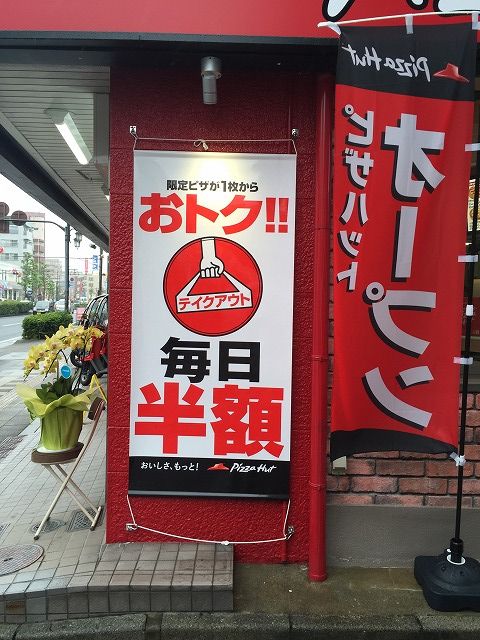 限定ピザが1枚から
おトク!!
テイクアウト
毎日
半額
おいしさ、もっと！ Pizza Hut
Pizza Hut
オープン
ピザハット